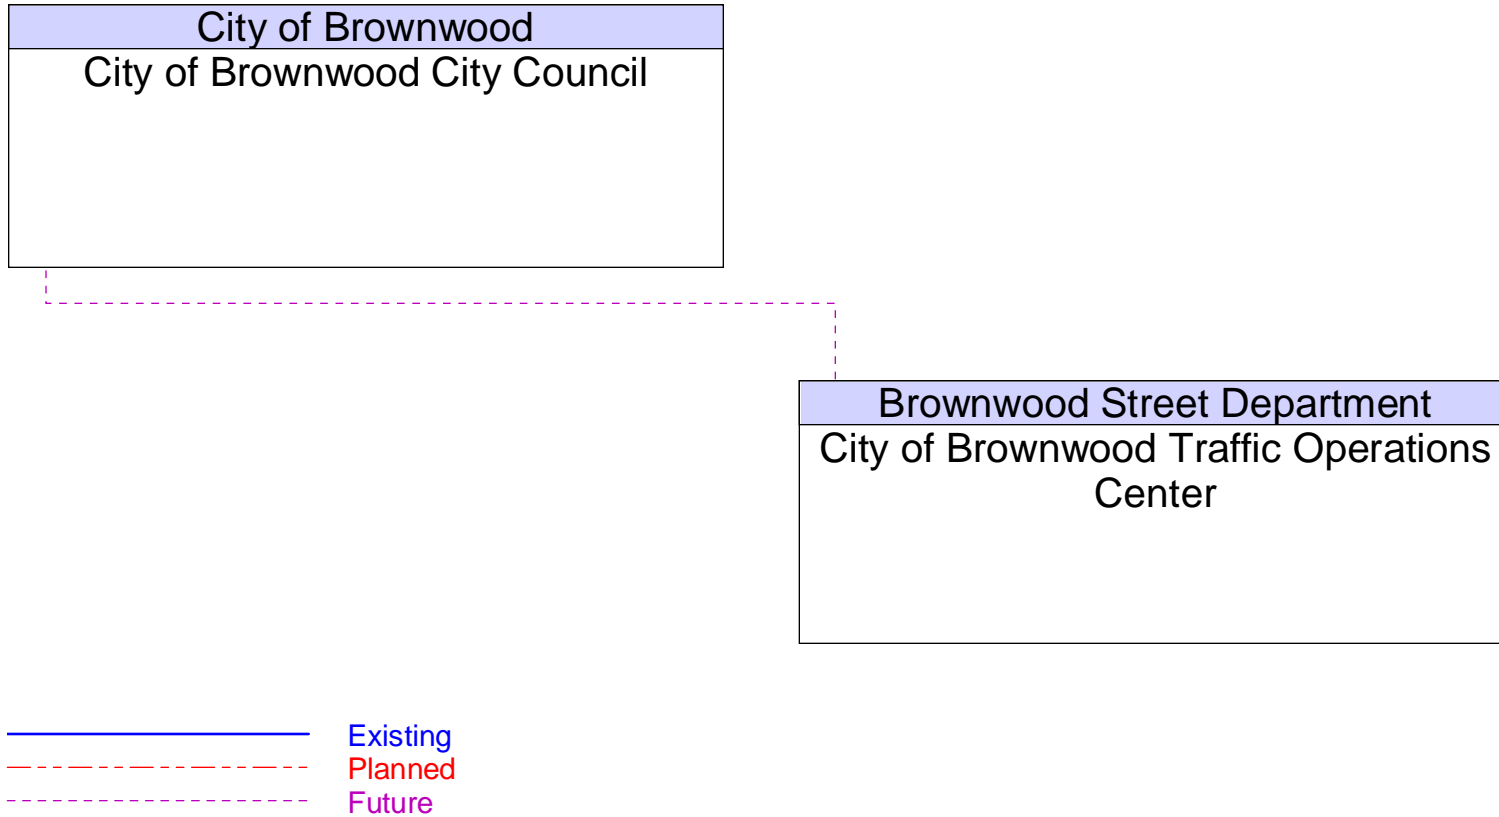 City of Brownwood
City of Brownwood City Council
Brownwood Street Department
City of Brownwood Traffic Operations
Center
Existing
Planned
Future